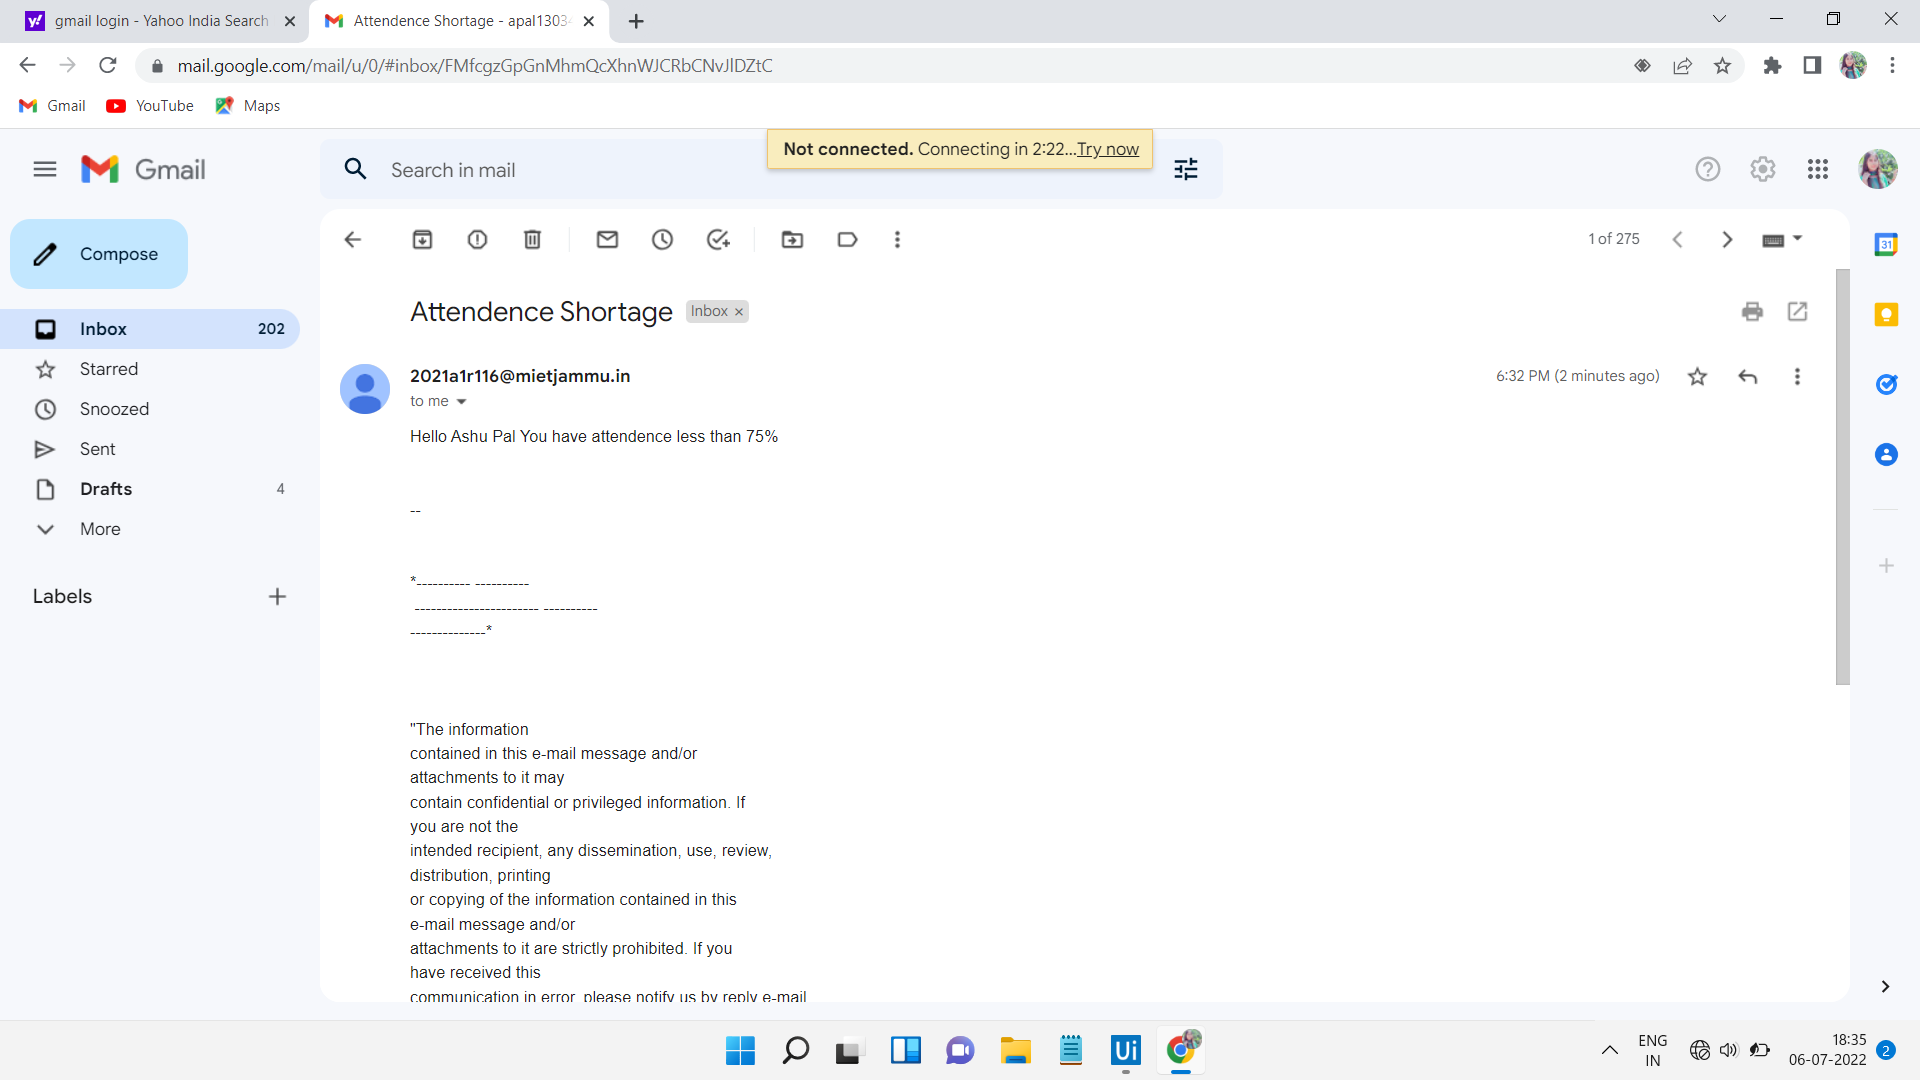 gmail login - Yahoo India Search
Attendence Shortage - apal1303
mail.google.com/mail/u/0/#inbox/FMfcgzGpGnMhmQcXhnWJCRbCNvJlDZtC
Gmail YouTube Maps
Not connected. Connecting in 2:22...Try now
Gmail
Search in mail
Compose
1 of 275
Attendence Shortage Inbox ×
Inbox 202
Starred
Snoozed
Sent
Drafts 4
More
Labels
2021a1r116@mietjammu.in
6:32 PM (2 minutes ago)
to me
Hello Ashu Pal You have attendence less than 75%
--
*---------- ----------
----------------------- ----------
--------------*
"The information
contained in this e-mail message and/or
attachments to it may
contain confidential or privileged information. If
you are not the
intended recipient, any dissemination, use, review,
distribution, printing
or copying of the information contained in this
e-mail message and/or
attachments to it are strictly prohibited. If you
have received this
communication in error, please notify us by reply e-mail
31
Ui
ENG
IN
18:35
06-07-2022
2